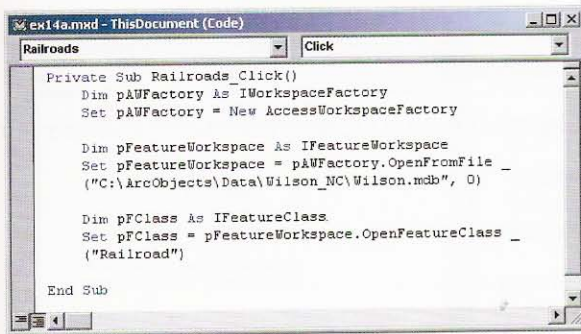 ex14a.mxd - ThisDocument (Code)
Railroads Click
Private Sub Railroads_Click()
Dim pAWFactory As IWorkspaceFactory
Set pAWFactory = New AccessWorkspaceFactory
Dim pFeatureWorkspace As IFeatureWorkspace
Set pFeatureWorkspace = pAWFactory.OpenFromFile _
("C:\ArcObjects\Data\Wilson_NC\Wilson.mdb", 0)
Dim pFClass As IFeatureClass
Set pFClass = pFeatureWorkspace.OpenFeatureClass _
("Railroad")
End Sub